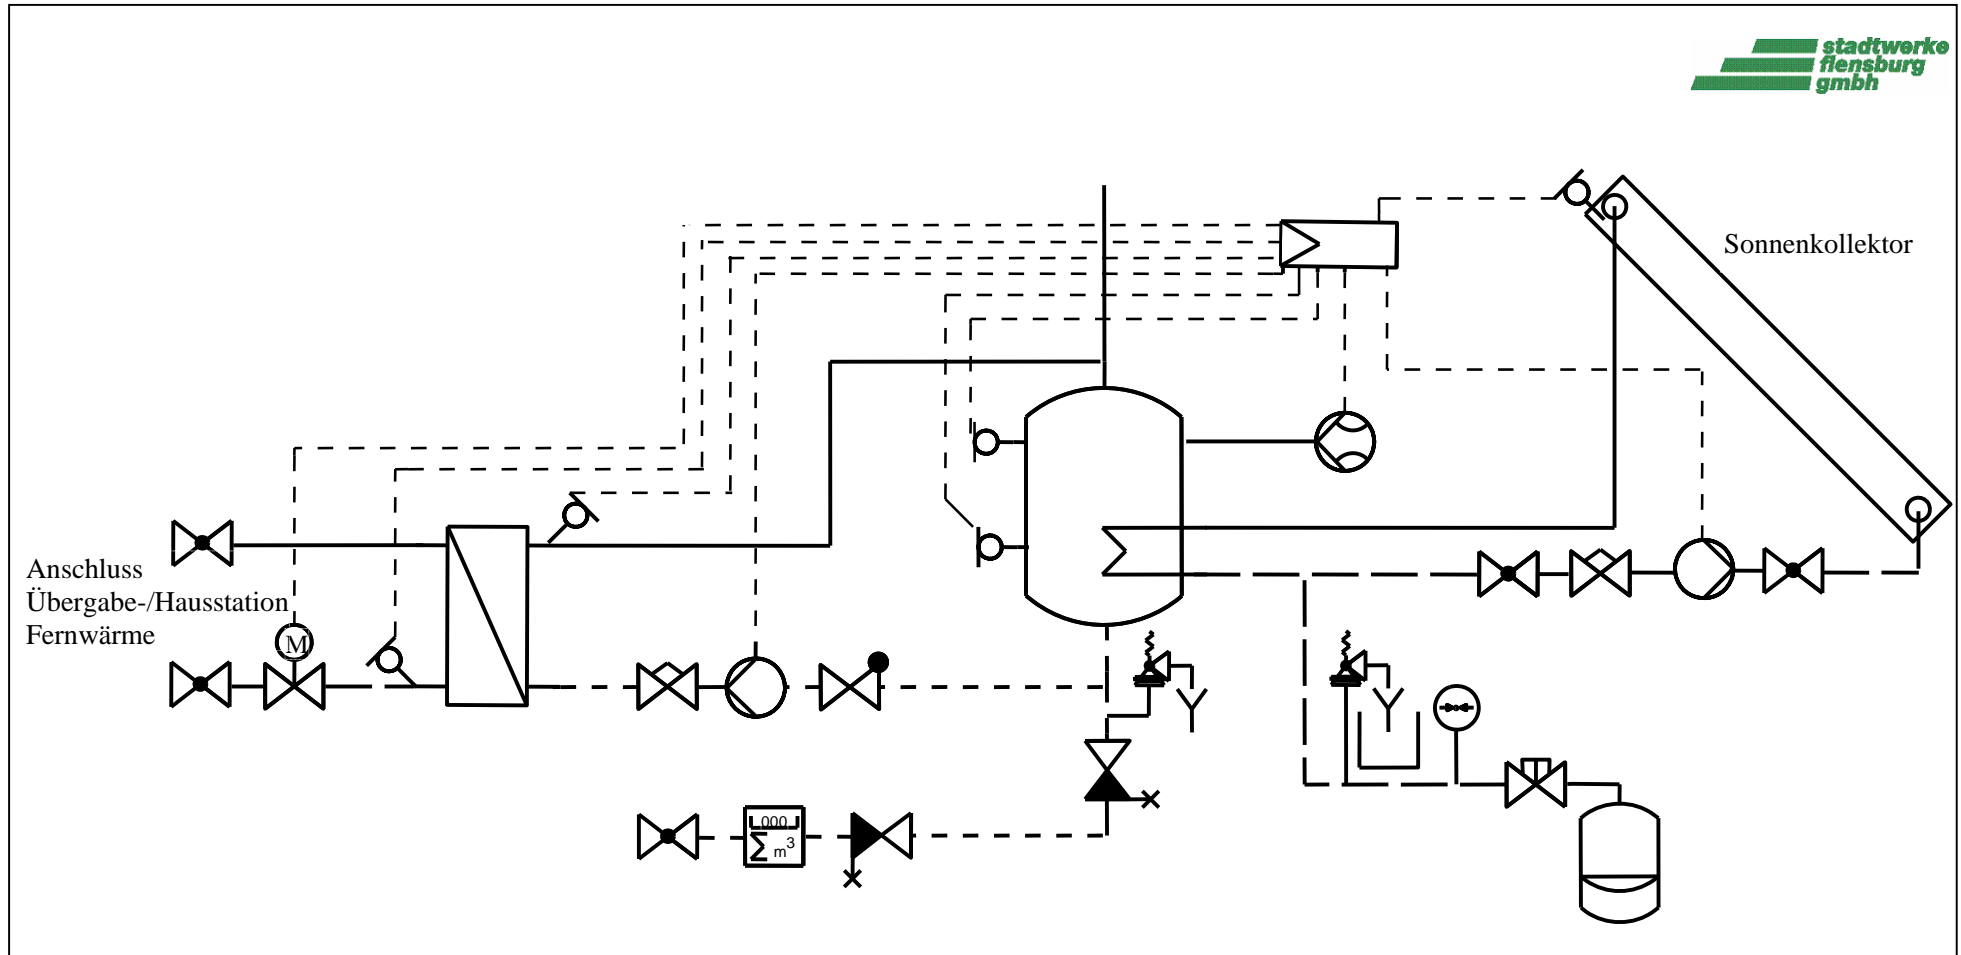 stadtwerke
flensburg
gmbh
Sonnenkollektor
Anschluss
Übergabe-/Hausstation
Fernwärme
M
000
Σ m³